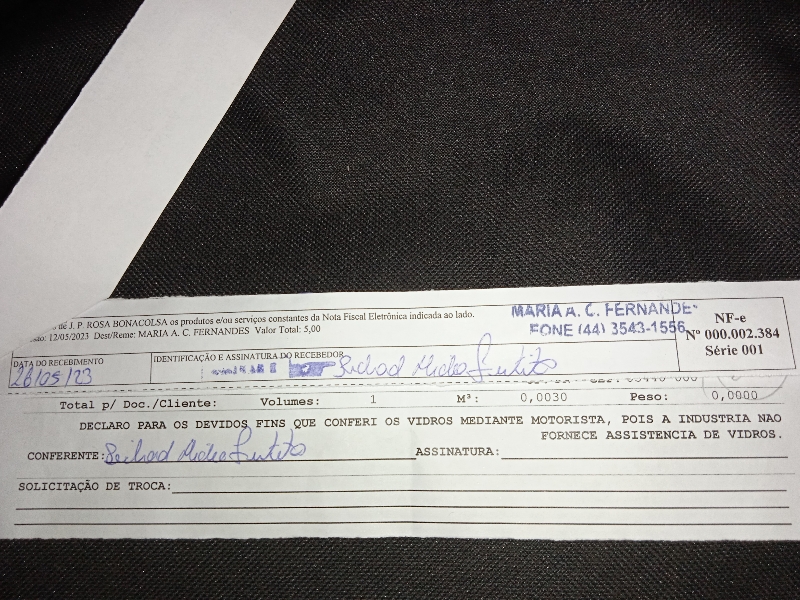 de J. P. ROSA BONACOLSA os produtos e/ou serviços constantes da Nota Fiscal Eletrônica indicada ao lado.
12/05/2023 Dest/Reme: MARIA A. C. FERNANDES Valor Total: 5,00
MARIA A. C. FERNANDE
FONE (44) 3543-1556
NF-e
Nº 000.002.384
Série 001
DATA DO RECEBIMENTO
26/05/23
IDENTIFICAÇÃO E ASSINATURA DO RECEBEDOR
Total p/ Doc./Cliente: Volumes: 1 M³: 0,0030 Peso: 0,0000
DECLARO PARA OS DEVIDOS FINS QUE CONFERI OS VIDROS MEDIANTE MOTORISTA, POIS A INDUSTRIA NAO
FORNECE ASSISTENCIA DE VIDROS.
CONFERENTE: ASSINATURA:
SOLICITAÇÃO DE TROCA: